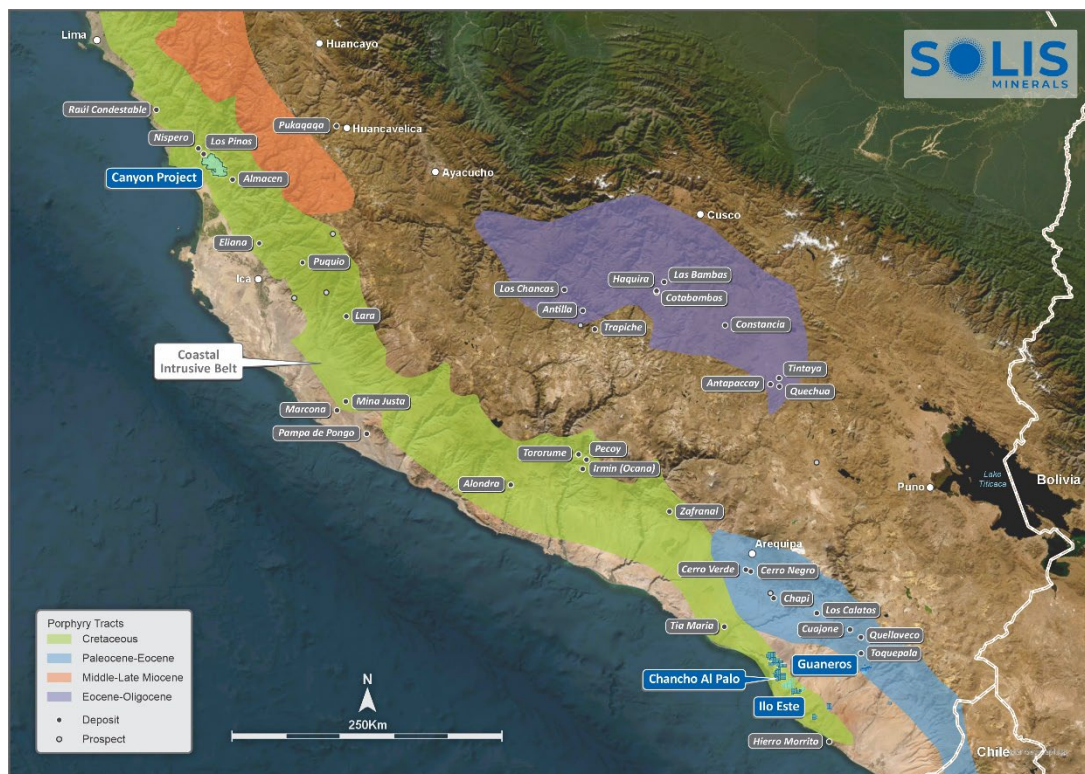 SOLIS
MINERALS
Lima
Huancayo
Raúl Condestable
Pukaqaqa
Huancavelica
Nispero
Los Pinos
Canyon Project
Almacen
Ayacucho
Cusco
Eliana
Puquio
Ica
Haquira
Las Bambas
Los Chancas
Cotabambas
Antilla
Lara
Trapiche
Constancia
Coastal
Intrusive Belt
Tintaya
Antapaccay
Quechua
Mina Justa
Marcona
Pampa de Pongo
Pecoy
Tororume
Irmin (Ocana)
Alondra
Puno
Lake
Titicaca
Bolivia
Zafranal
Arequipa
Cerro Verde
Cerro Negro
Chapi
Los Calatos
Tia Maria
Cuajone
Quellaveco
Toquepala
Guaneros
Chancho Al Palo
Ilo Este
Hierro Morrito
Chile
Porphyry Tracts
Cretaceous
Paleocene-Eocene
Middle-Late Miocene
Eocene-Oligocene
Deposit
Prospect
N
250Km